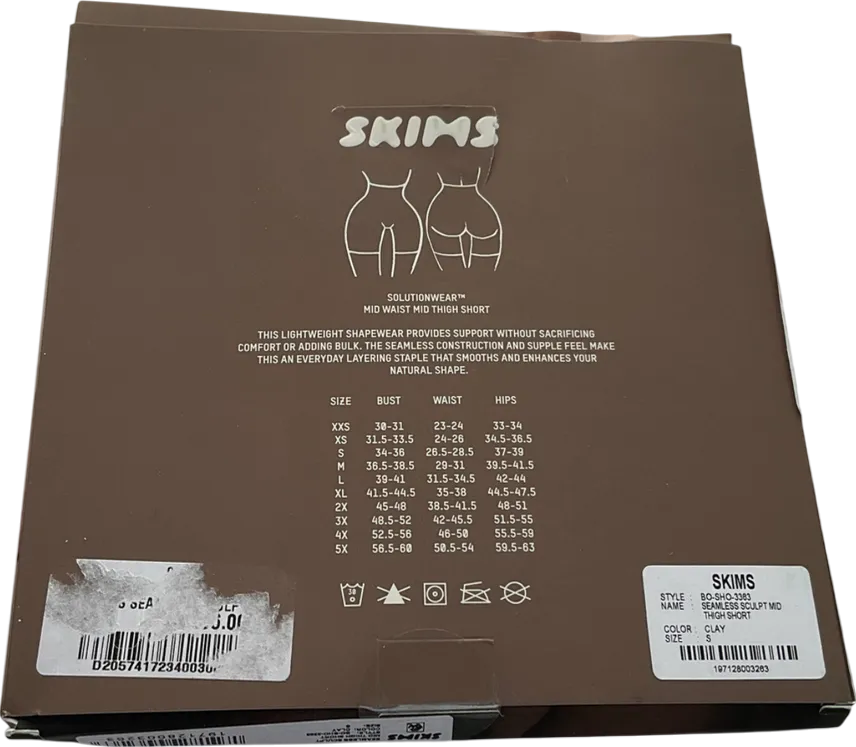 SKIMS
SOLUTIONWEAR™
MID WAIST MID THIGH SHORT
THIS LIGHTWEIGHT SHAPEWEAR PROVIDES SUPPORT WITHOUT SACRIFICING
COMFORT OR ADDING BULK. THE SEAMLESS CONSTRUCTION AND SUPPLE FEEL MAKE
THIS AN EVERYDAY LAYERING STAPLE THAT SMOOTHS AND ENHANCES YOUR
NATURAL SHAPE.
SIZE BUST WAIST HIPS
XXS 30-31 23-24 33-34
XS 31.5-33.5 24-26 34.5-36.5
S 34-36 26.5-28.5 37-39
M 36.5-38.5 29-31 39.5-41.5
L 39-41 31.5-34.5 42-44
XL 41.5-44.5 35-38 44.5-47.5
2X 45-48 38.5-41.5 48-51
3X 48.5-52 42-45.5 51.5-55
4X 52.5-56 46-50 55.5-59
5X 56.5-60 50.5-54 59.5-63
30
SKIMS
STYLE : BO-SHO-3363
NAME : SEAMLESS SCULPT MID
THIGH SHORT
COLOR : CLAY
SIZE : S
197128003263
SKIMS